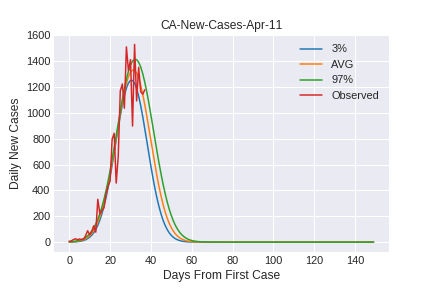 CA-New-Cases-Apr-11
1600
1400
1200
1000
800
600
400
200
0
Daily New Cases
3%
AVG
97%
Observed
0 20 40 60 80 100 120 140
Days From First Case